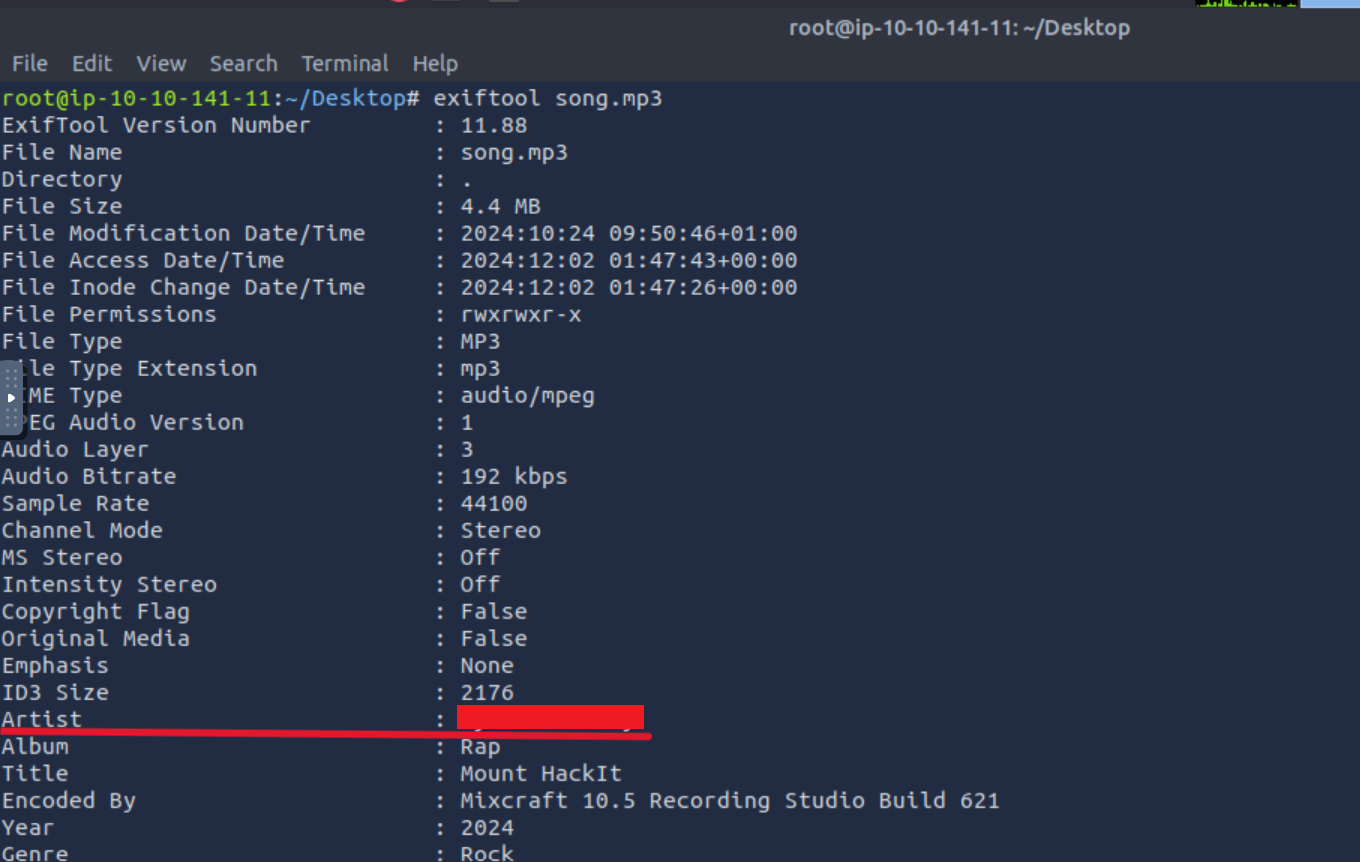 root@ip-10-10-141-11: ~/Desktop
File Edit View Search Terminal Help
root@ip-10-10-141-11:~/Desktop# exiftool song.mp3
ExifTool Version Number : 11.88
File Name : song.mp3
Directory : .
File Size : 4.4 MB
File Modification Date/Time : 2024:10:24 09:50:46+01:00
File Access Date/Time : 2024:12:02 01:47:43+00:00
File Inode Change Date/Time : 2024:12:02 01:47:26+00:00
File Permissions : rwxrwxr-x
File Type : MP3
le Type Extension : mp3
ME Type : audio/mpeg
EG Audio Version : 1
Audio Layer : 3
Audio Bitrate : 192 kbps
Sample Rate : 44100
Channel Mode : Stereo
MS Stereo : Off
Intensity Stereo : Off
Copyright Flag : False
Original Media : False
Emphasis : None
ID3 Size : 2176
Artist :
Album : Rap
Title : Mount HackIt
Encoded By : Mixcraft 10.5 Recording Studio Build 621
Year : 2024
Genre : Rock